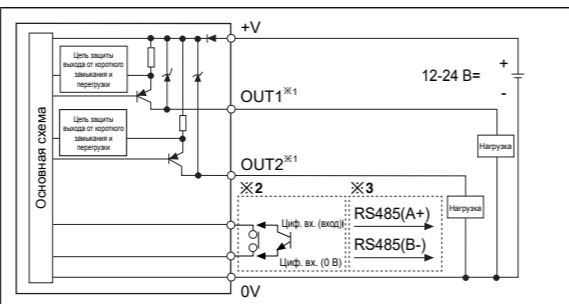 +V
Цепь защиты
выхода от короткого
замыкания и
перегрузки
12-24 В=
+
-
OUT1※1
Цепь защиты
выхода от короткого
замыкания и
перегрузки
Основная схема
Нагрузка
OUT2※1
※2
※3
Нагрузка
Циф. вх. (вход)
RS485(A+)
RS485(B-)
Циф. вх. (0 В)
0V